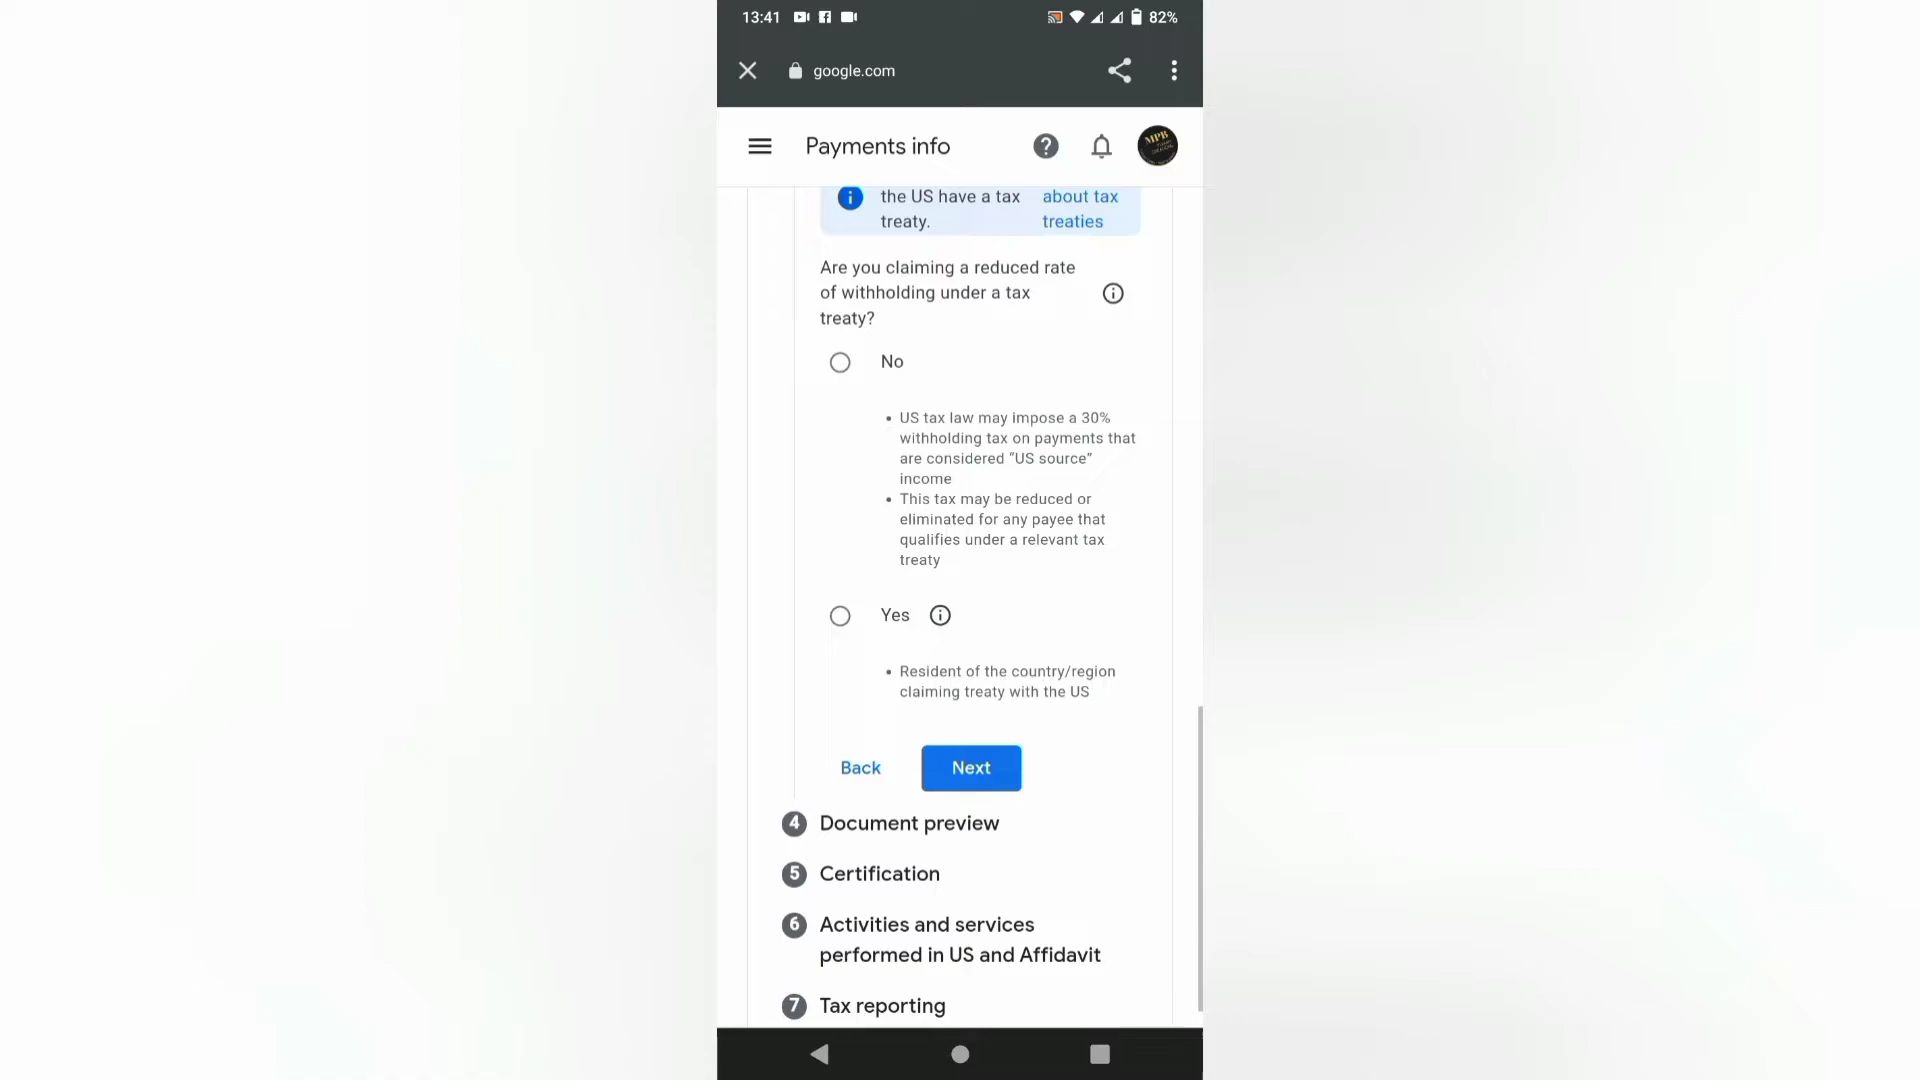 13:41
82%
google.com
Payments info
MPB
the US have a tax
treaty.
about tax
treaties
Are you claiming a reduced rate
of withholding under a tax
treaty?
No
• US tax law may impose a 30%
withholding tax on payments that
are considered “US source”
income
• This tax may be reduced or
eliminated for any payee that
qualifies under a relevant tax
treaty
Yes
• Resident of the country/region
claiming treaty with the US
Back
Next
4 Document preview
5 Certification
6 Activities and services
performed in US and Affidavit
7 Tax reporting